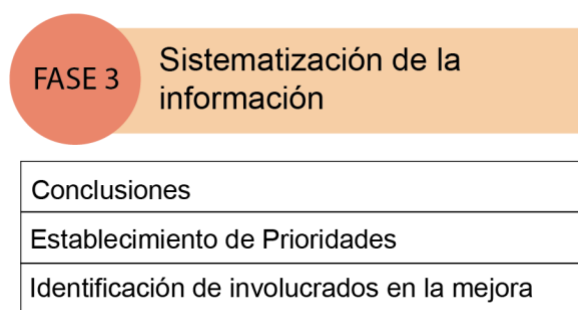 FASE 3
Sistematización de la
información
Conclusiones
Establecimiento de Prioridades
Identificación de involucrados en la mejora